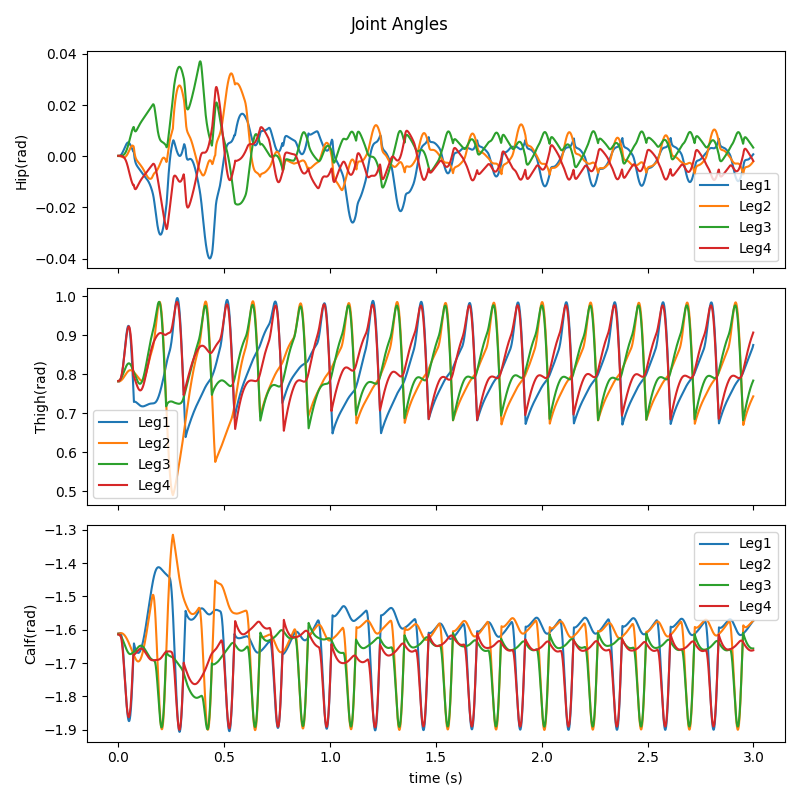 Joint Angles
Hip(rad)
0.04
0.02
0.00
−0.02
−0.04
Leg1
Leg2
Leg3
Leg4
Thigh(rad)
1.0
0.9
0.8
0.7
0.6
0.5
Leg1
Leg2
Leg3
Leg4
Calf(rad)
−1.3
−1.4
−1.5
−1.6
−1.7
−1.8
−1.9
Leg1
Leg2
Leg3
Leg4
0.0 0.5 1.0 1.5 2.0 2.5 3.0
time (s)